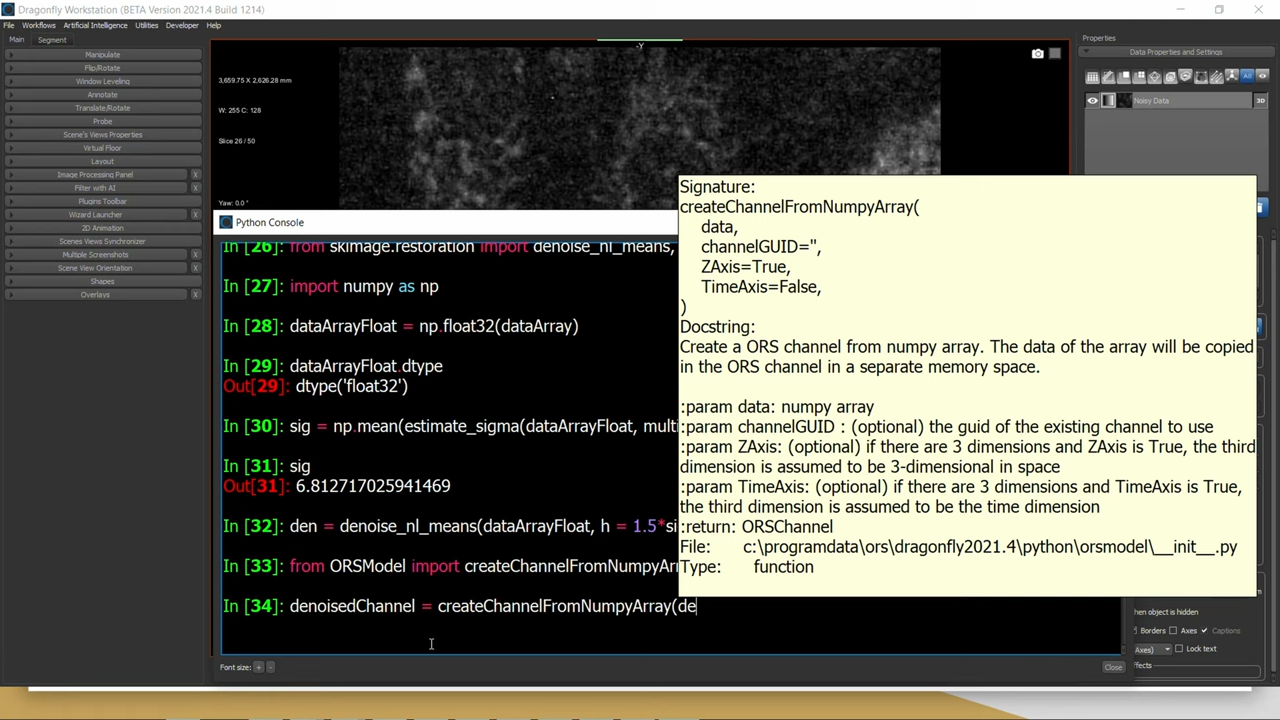 Dragonfly Workstation (BETA Version 2021.4 Build 1214)
File Workflows Artificial Intelligence Utilities Developer Help
Main Segment
Manipulate
Flip/Rotate
Window Leveling
Annotate
Translate/Rotate
Probe
Scene's Views Properties
Virtual Floor
Layout
Image Processing Panel X
Filter with AI X
Plugins Toolbar
Wizard Launcher X
2D Animation
Scenes Views Synchronizer
Multiple Screenshots X
Scene View Orientation X
Shapes
Overlays X
-Y
3,659.75 X 2,626.28 mm
W: 255 C: 128
Slice 26 / 50
Yaw: 0.0 °
Properties
Data Properties and Settings
All
Noisy Data 3D
Python Console
In [26]: from skimage.restoration import denoise_nl_means,
In [27]: import numpy as np
In [28]: dataArrayFloat = np.float32(dataArray)
In [29]: dataArrayFloat.dtype
Out[29]: dtype('float32')
In [30]: sig = np.mean(estimate_sigma(dataArrayFloat, multi
In [31]: sig
Out[31]: 6.812717025941469
In [32]: den = denoise_nl_means(dataArrayFloat, h = 1.5*si
In [33]: from ORSModel import createChannelFromNumpyArr
In [34]: denoisedChannel = createChannelFromNumpyArray(de
Font size: + -
Close
Signature:
createChannelFromNumpyArray(
data,
channelGUID='',
ZAxis=True,
TimeAxis=False,
)
Docstring:
Create a ORS channel from numpy array. The data of the array will be copied
in the ORS channel in a separate memory space.
:param data: numpy array
:param channelGUID : (optional) the guid of the existing channel to use
:param ZAxis: (optional) if there are 3 dimensions and ZAxis is True, the third
dimension is assumed to be 3-dimensional in space
:param TimeAxis: (optional) if there are 3 dimensions and TimeAxis is True,
the third dimension is assumed to be the time dimension
:return: ORSChannel
File: c:\programdata\ors\dragonfly2021.4\python\orsmodel\__init__.py
Type: function
hen object is hidden
Borders Axes Captions
Axes) Lock text
ffects